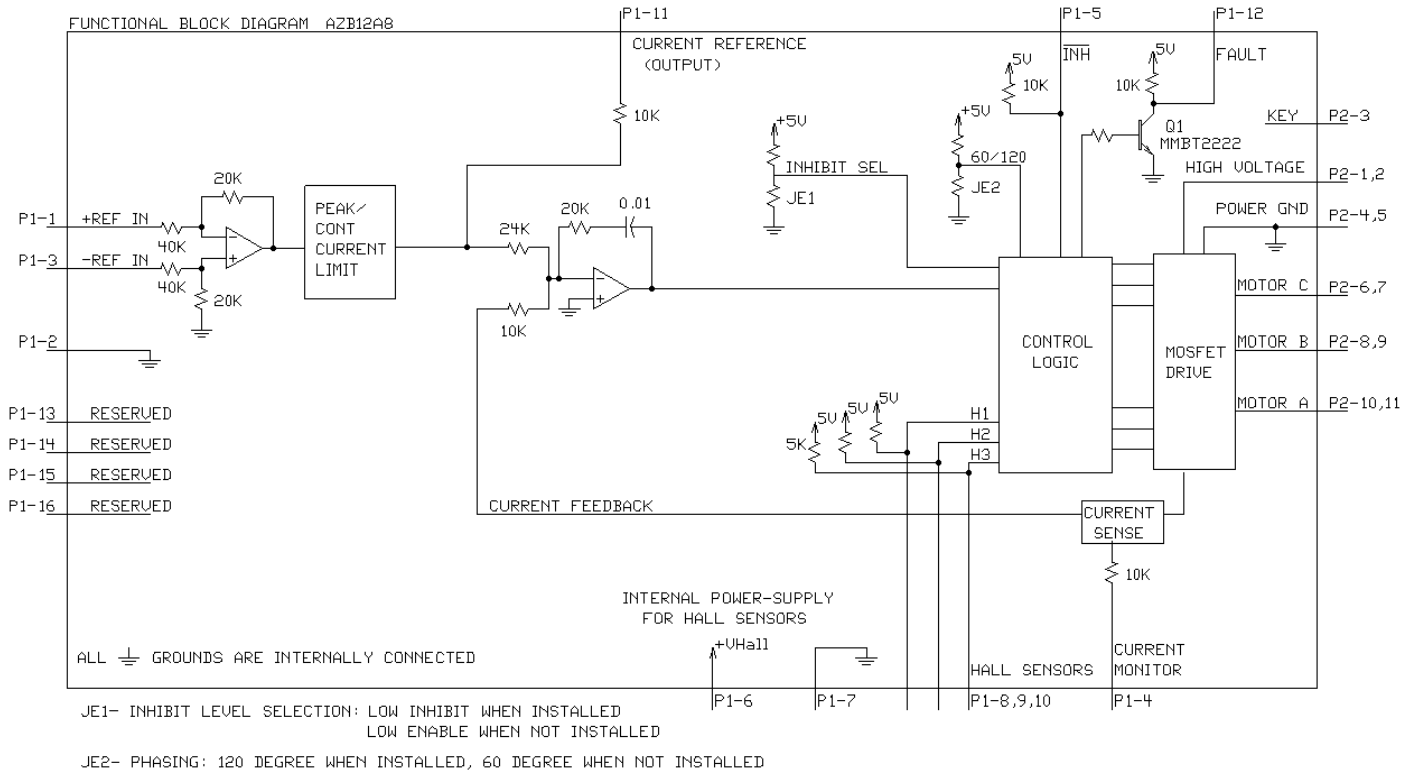 P1-11
P1-5
P1-12
FUNCTIONAL BLOCK DIAGRAM AZB12A8
CURRENT REFERENCE
(OUTPUT)
INH
FAULT
5V
10K
5V
10K
10K
KEY
P2-3
Q1
MMBT2222
+5V
+5V
60/120
INHIBIT SEL
JE1
JE2
HIGH VOLTAGE
P2-1,2
POWER GND
P2-4,5
20K
P1-1
+REF IN
40K
P1-3
-REF IN
40K
20K
PEAK/
CONT
CURRENT
LIMIT
24K
20K
0.01
10K
MOTOR C
P2-6,7
P1-2
CONTROL
LOGIC
MOSFET
DRIVE
MOTOR B
P2-8,9
MOTOR A
P2-10,11
P1-13
RESERVED
P1-14
RESERVED
P1-15
RESERVED
P1-16
RESERVED
5V
5V
5V
5K
H1
H2
H3
CURRENT FEEDBACK
CURRENT
SENSE
10K
INTERNAL POWER-SUPPLY
FOR HALL SENSORS
+VHall
ALL GROUNDS ARE INTERNALLY CONNECTED
HALL SENSORS
CURRENT
MONITOR
P1-6
P1-7
P1-8,9,10
P1-4
JE1- INHIBIT LEVEL SELECTION: LOW INHIBIT WHEN INSTALLED
LOW ENABLE WHEN NOT INSTALLED
JE2- PHASING: 120 DEGREE WHEN INSTALLED, 60 DEGREE WHEN NOT INSTALLED